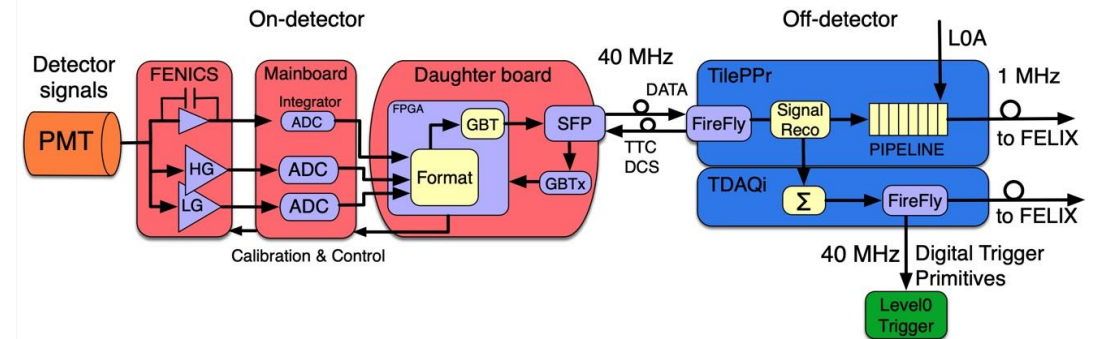 On-detector
Off-detector
Detector
signals
PMT
FENICS
HG
LG
Mainboard
Integrator
ADC
ADC
ADC
Calibration & Control
Daughter board
FPGA
GBT
Format
SFP
GBTx
40 MHz
DATA
TTC
DCS
TilePPr
FireFly
Signal
Reco
PIPELINE
L0A
1 MHz
to FELIX
TDAQi
Σ
FireFly
to FELIX
40 MHz
Digital Trigger
Primitives
Level0
Trigger